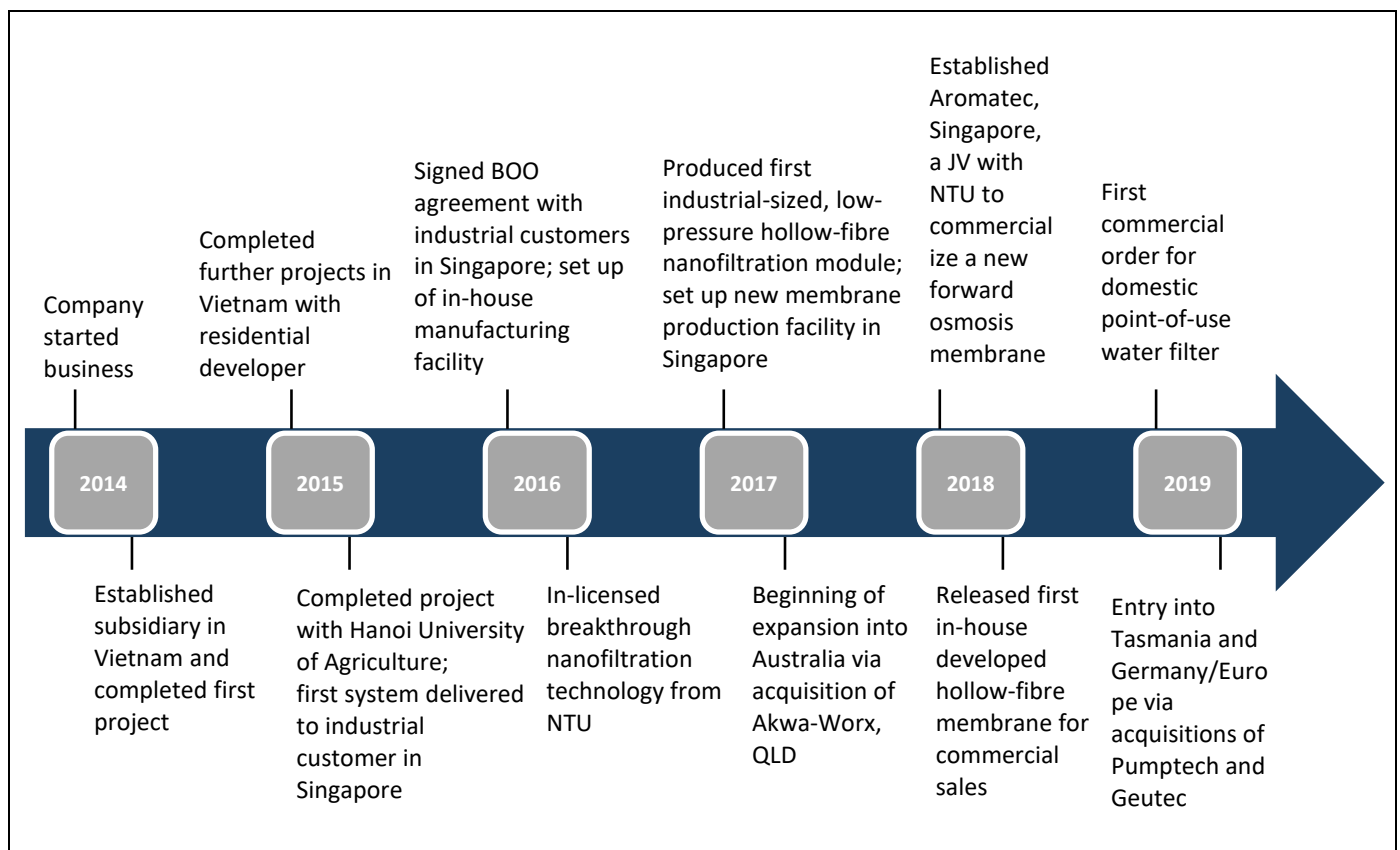 Company
started
business
Completed
further projects in
Vietnam with
residential
developer
Signed BOO
agreement with
industrial customers
in Singapore; set up
of in-house
manufacturing
facility
Produced first
industrial-sized, low-
pressure hollow-fibre
nanofiltration module;
set up new membrane
production facility in
Singapore
Established
Aromatec,
Singapore,
a JV with
NTU to
commercial
ize a new
forward
osmosis
membrane
First
commercial
order for
domestic
point-of-use
water filter
2014
2015
2016
2017
2018
2019
Established
subsidiary in
Vietnam and
completed first
project
Completed project
with Hanoi University
of Agriculture;
first system delivered
to industrial
customer in
Singapore
In-licensed
breakthrough
nanofiltration
technology from
NTU
Beginning of
expansion into
Australia via
acquisition of
Akwa-Worx,
QLD
Released first
in-house
developed
hollow-fibre
membrane for
commercial
sales
Entry into
Tasmania and
Germany/Euro
pe via
acquisitions of
Pumptech and
Geutec